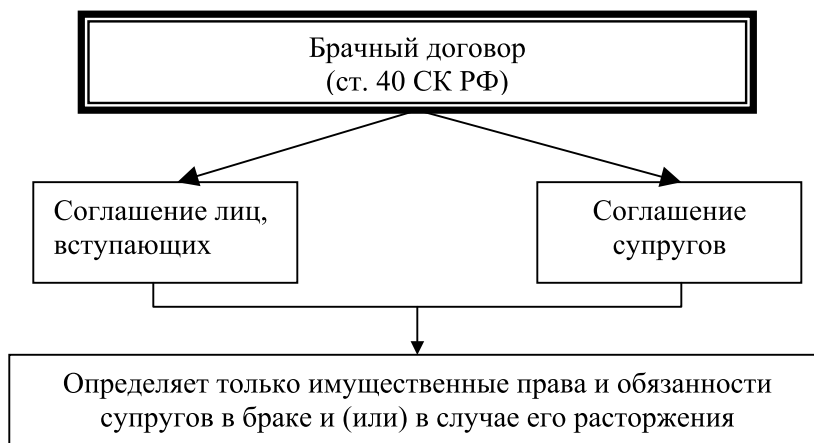 Брачный договор
(ст. 40 СК РФ)
Соглашение лиц,
вступающих
Соглашение
супругов
Определяет только имущественные права и обязанности
супругов в браке и (или) в случае его расторжения